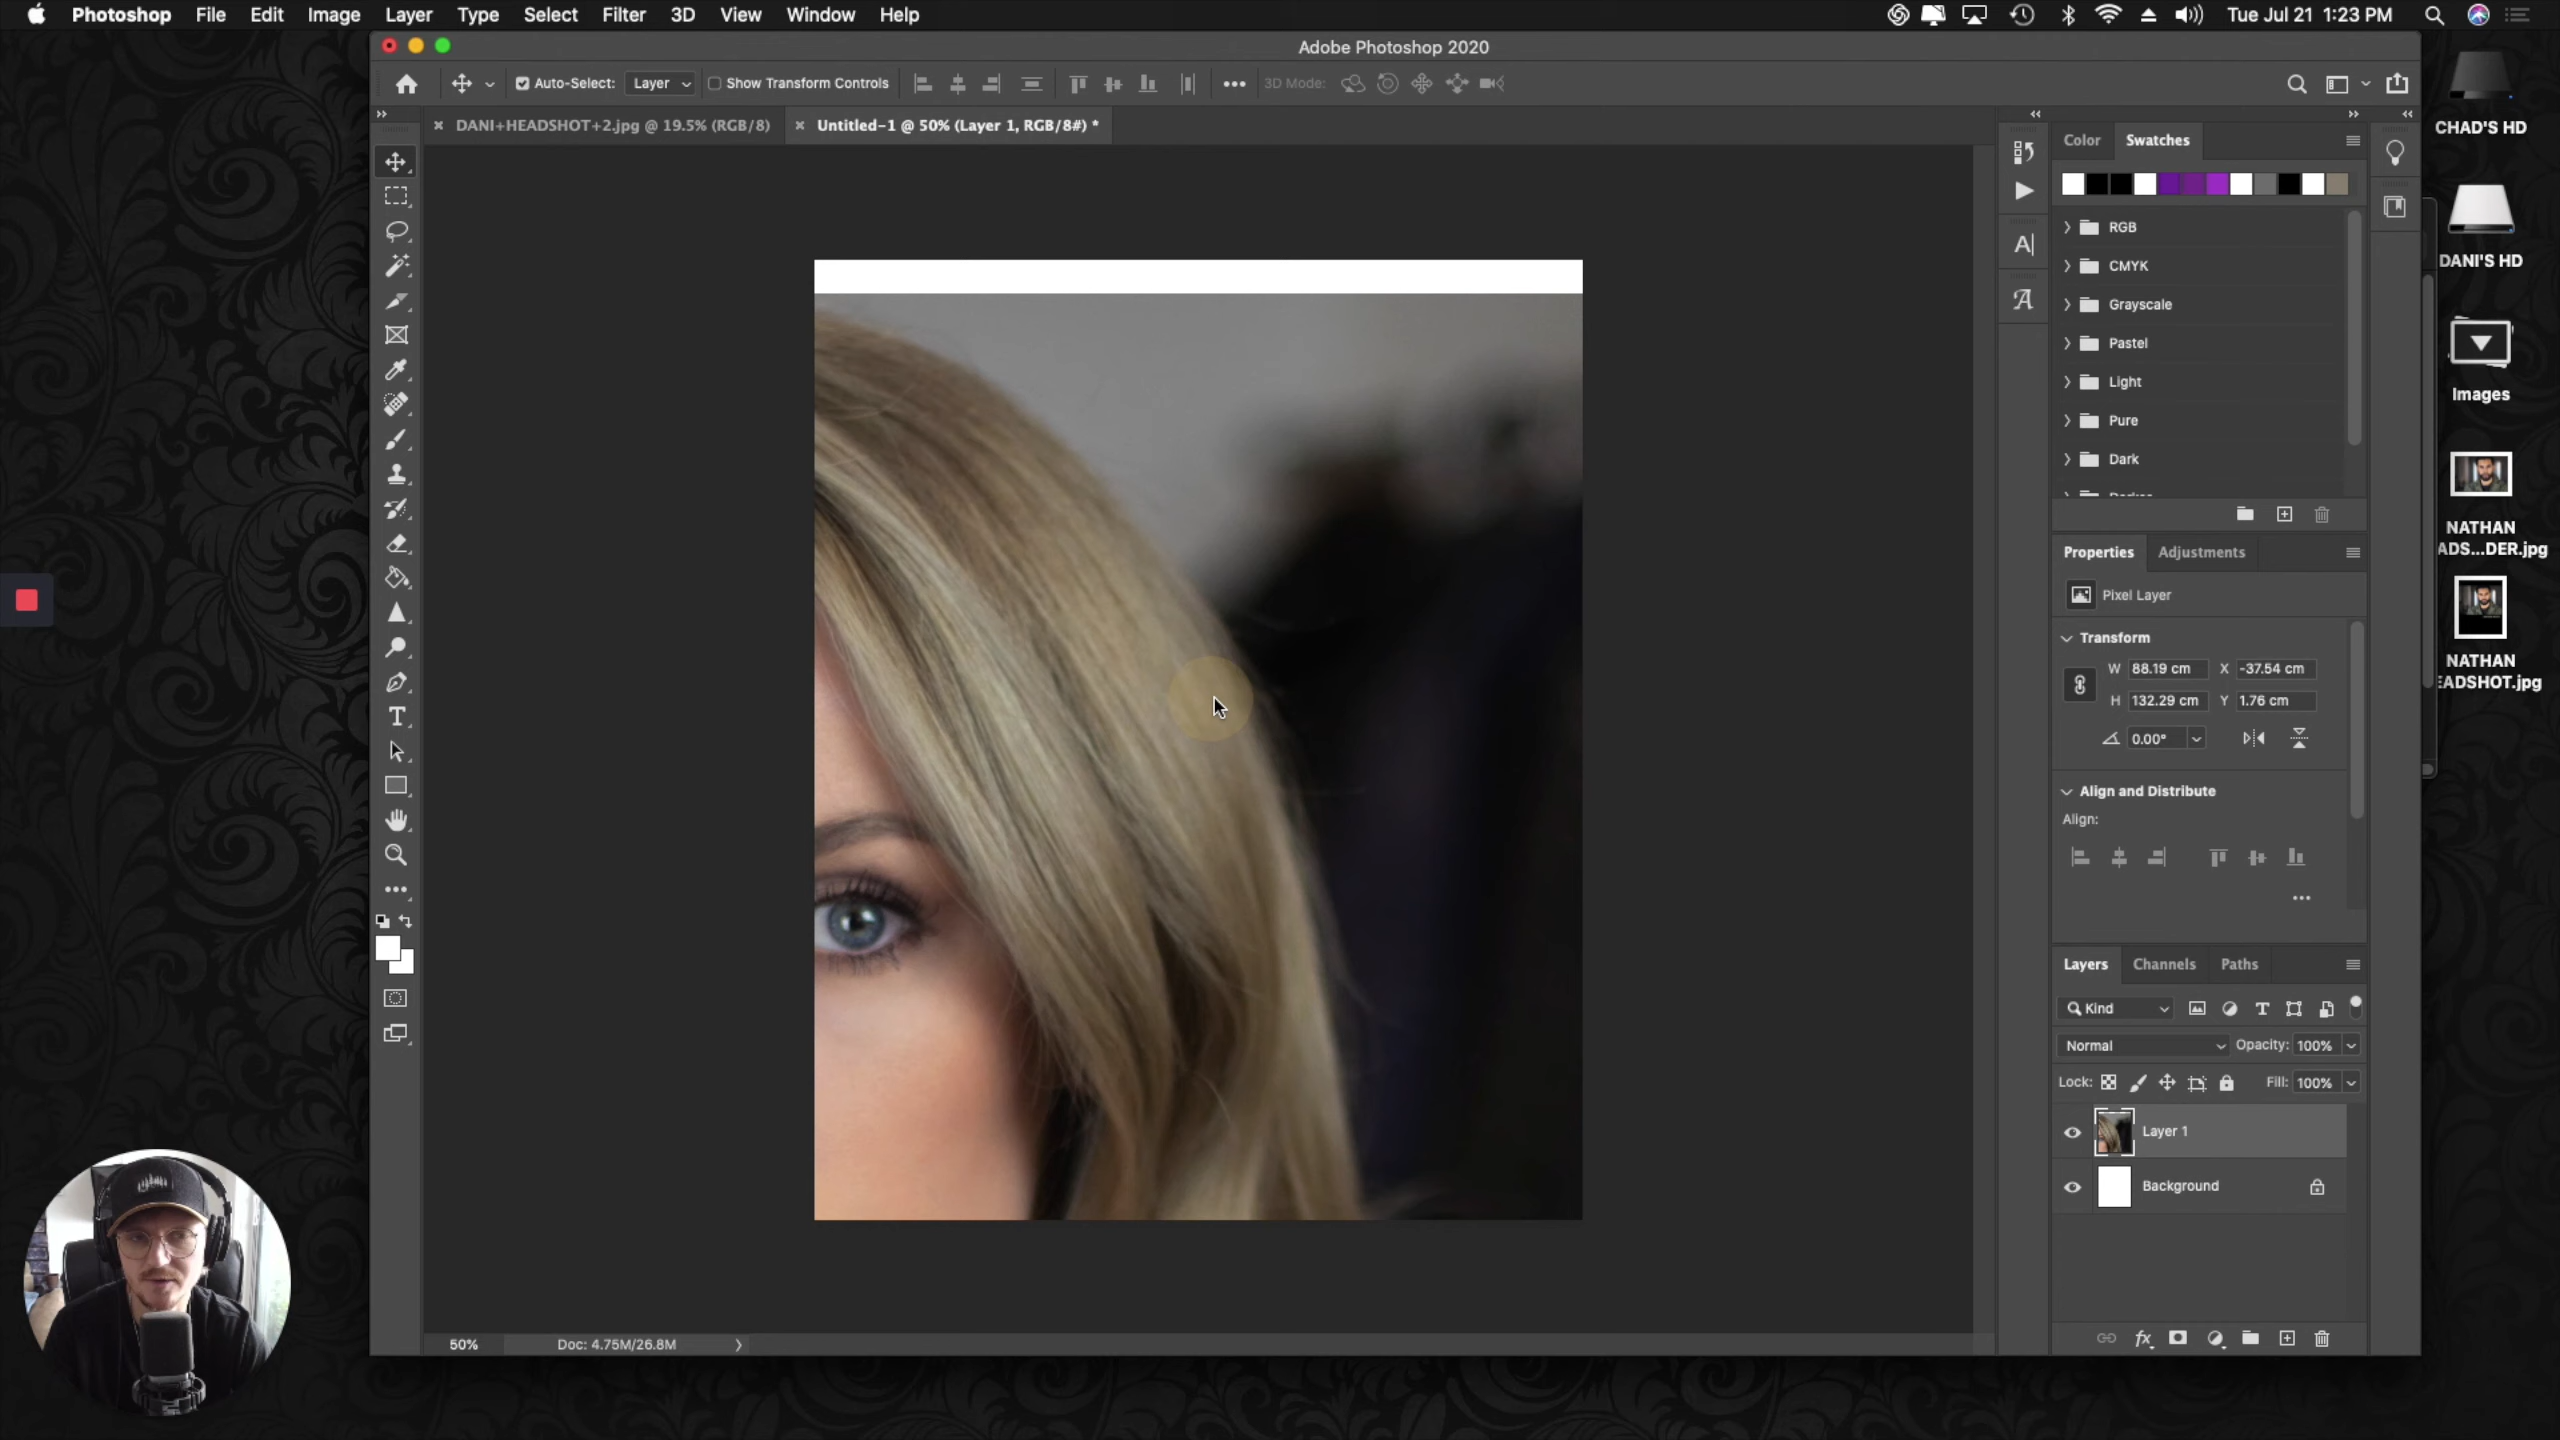 Photoshop File Edit Image Layer Type Select Filter 3D View Window Help Tue Jul 21 1:23 PM
Adobe Photoshop 2020
Auto-Select: Layer Show Transform Controls 3D Mode:
DANI+HEADSHOT+2.jpg @ 19.5% (RGB/8) Untitled-1 @ 50% (Layer 1, RGB/8#) *
Color Swatches
RGB
CMYK
Grayscale
Pastel
Light
Pure
Dark
Properties Adjustments
Pixel Layer
Transform
W 88.19 cm X -37.54 cm
H 132.29 cm Y 1.76 cm
0.00°
Align and Distribute
Align:
Layers Channels Paths
Kind
Normal Opacity: 100%
Lock: Fill: 100%
Layer 1
Background
50% Doc: 4.75M/26.8M
CHAD'S HD
DANI'S HD
Images
NATHAN
ADS...DER.jpg
NATHAN
EADSHOT.jpg